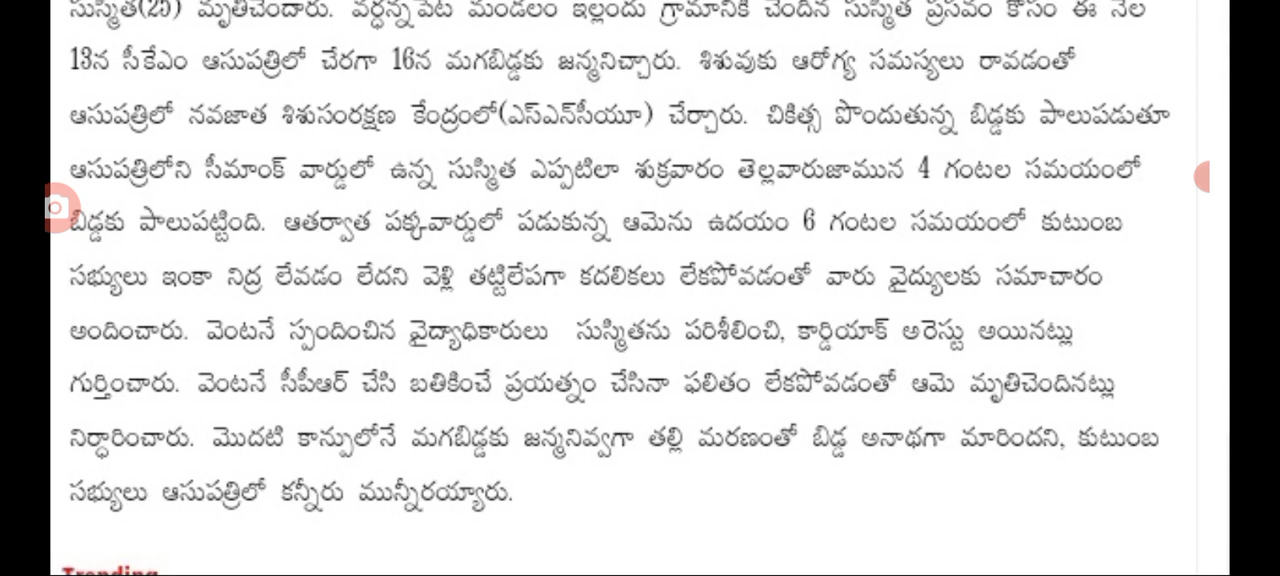 సుస్మిత(25) మృతిచెందారు. వర్ధన్నపేట మండలం ఇల్లందు గ్రామానికి చెందిన సుస్మిత ప్రసవం కోసం ఈ నెల
13న సీకేఎం ఆసుపత్రిలో చేరగా 16న మగబిడ్డకు జన్మనిచ్చారు. శిశువుకు ఆరోగ్య సమస్యలు రావడంతో
ఆసుపత్రిలో నవజాత శిశుసంరక్షణ కేంద్రంలో(ఎస్ఎన్‌సీయూ) చేర్చారు. చికిత్స పొందుతున్న బిడ్డకు పాలుపడుతూ
ఆసుపత్రిలోని సీమాంక్ వార్డులో ఉన్న సుస్మిత ఎప్పటిలా శుక్రవారం తెల్లవారుజామున 4 గంటల సమయంలో
బిడ్డకు పాలుపట్టింది. ఆతర్వాత పక్కవార్డులో పడుకున్న ఆమెను ఉదయం 6 గంటల సమయంలో కుటుంబ
సభ్యులు ఇంకా నిద్ర లేవడం లేదని వెళ్లి తట్టిలేపగా కదలికలు లేకపోవడంతో వారు వైద్యులకు సమాచారం
అందించారు. వెంటనే స్పందించిన వైద్యాధికారులు సుస్మితను పరిశీలించి, కార్డియాక్ అరెస్టు అయినట్లు
గుర్తించారు. వెంటనే సీపీఆర్ చేసి బతికించే ప్రయత్నం చేసినా ఫలితం లేకపోవడంతో ఆమె మృతిచెందినట్లు
నిర్ధారించారు. మొదటి కాన్పులోనే మగబిడ్డకు జన్మనివ్వగా తల్లి మరణంతో బిడ్డ అనాథగా మారిందని, కుటుంబ
సభ్యులు ఆసుపత్రిలో కన్నీరు మున్నీరయ్యారు.
Trending